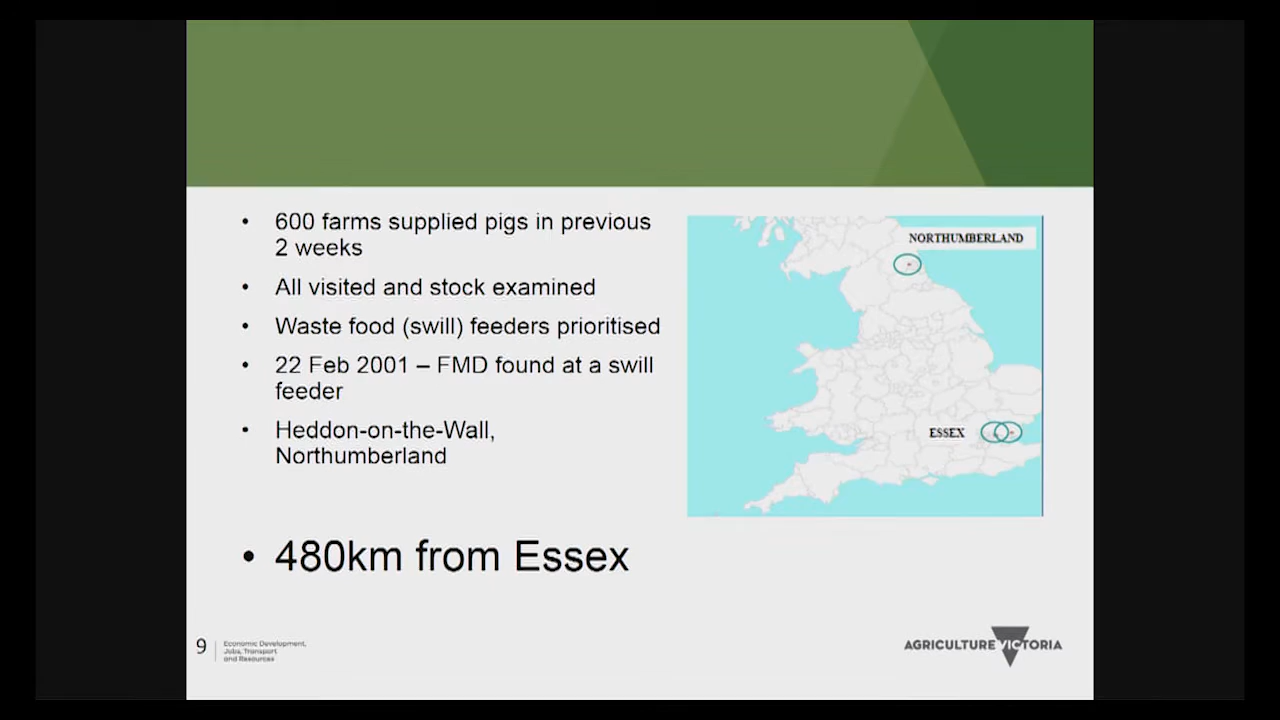 • 600 farms supplied pigs in previous
2 weeks
• All visited and stock examined
• Waste food (swill) feeders prioritised
• 22 Feb 2001 – FMD found at a swill
feeder
• Heddon-on-the-Wall,
Northumberland
• 480km from Essex
NORTHUMBERLAND
ESSEX
9
Economic Development,
Jobs, Transport
and Resources
AGRICULTURE VICTORIA